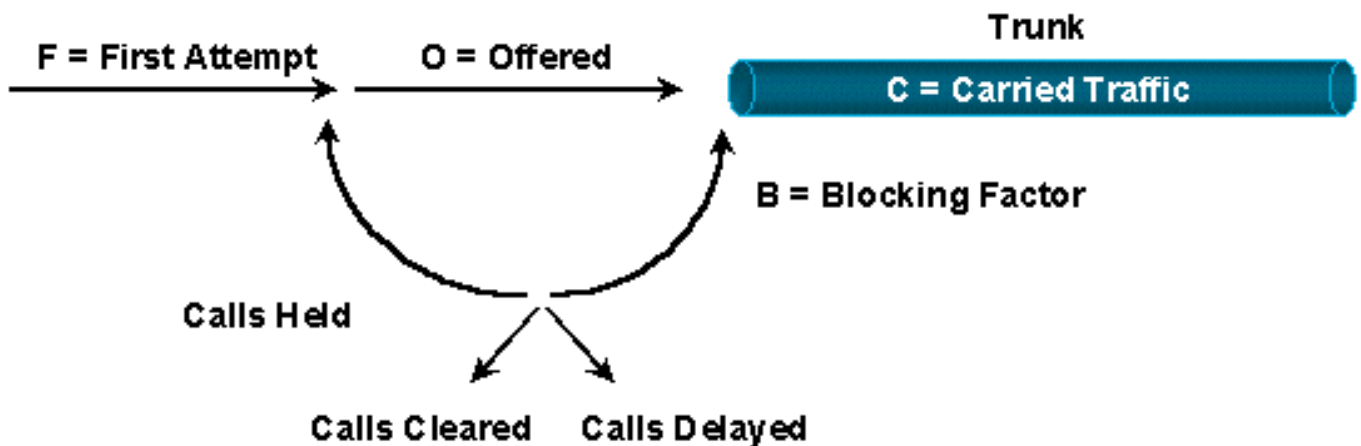 Trunk
F = First Attempt
O = Offered
C = Carried Traffic
B = Blocking Factor
Calls Held
Calls Cleared
Calls Delayed